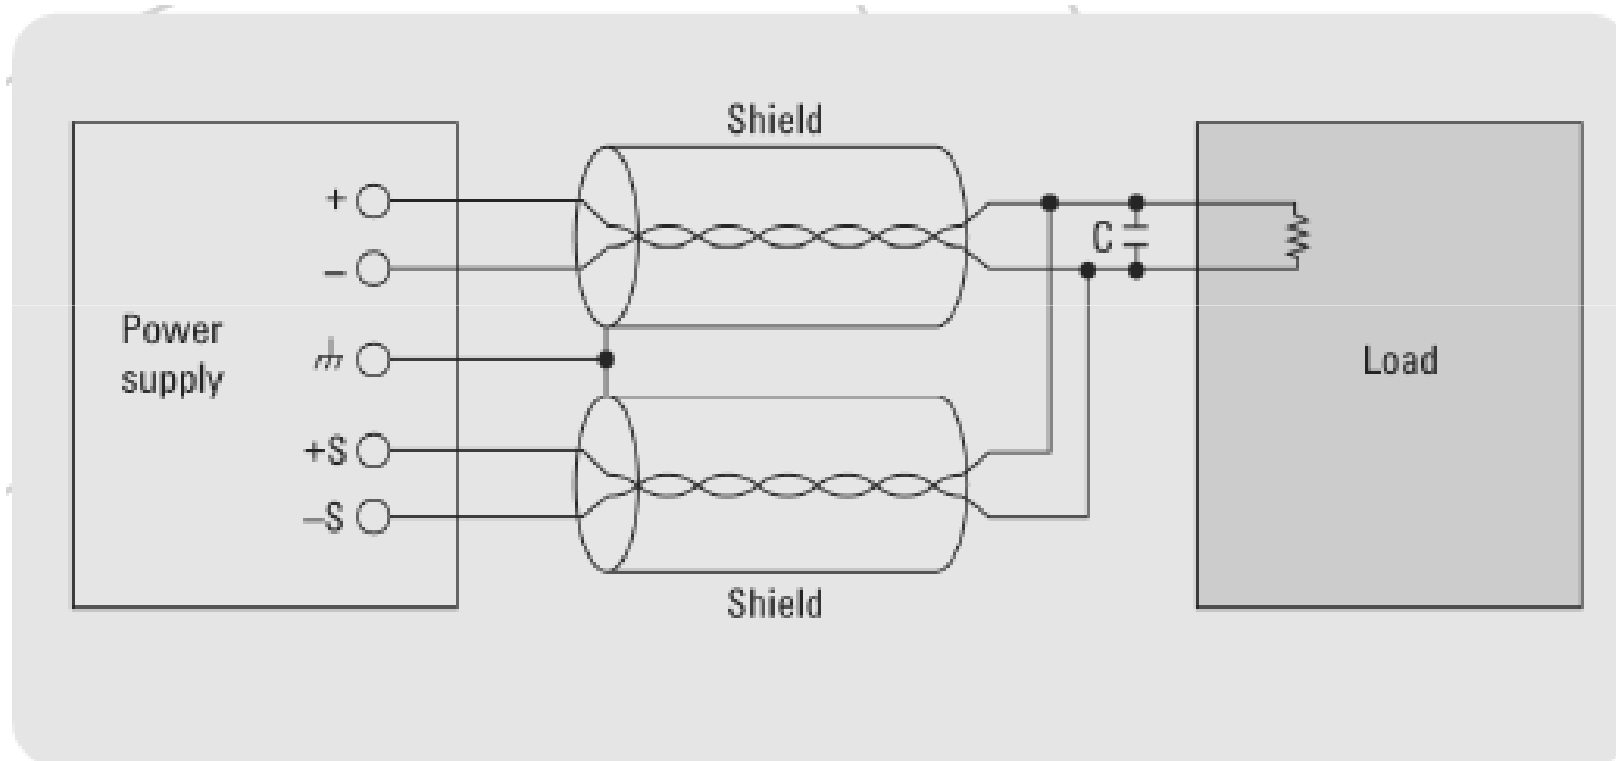 Shield
+
–
Power
supply
+S
–S
C
Load
Shield